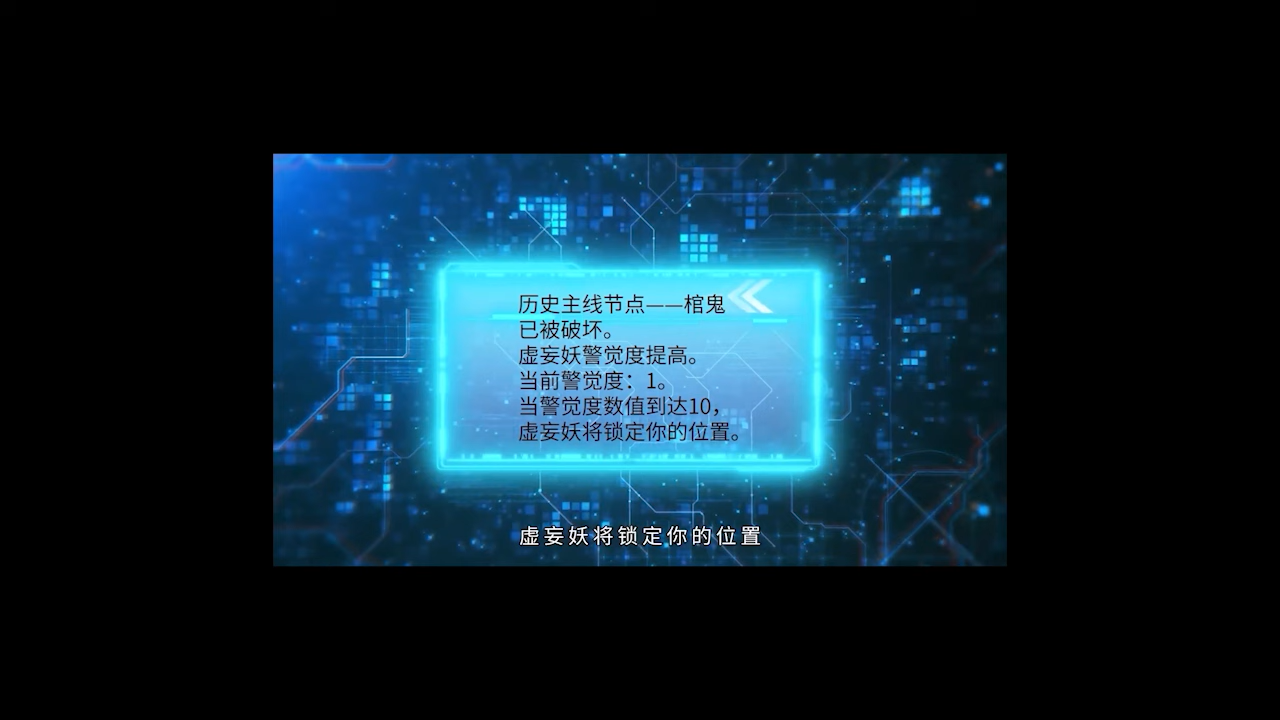 历史主线节点——棺鬼
已被破坏。
虚妄妖警觉度提高。
当前警觉度：1。
当警觉度数值到达10，
虚妄妖将锁定你的位置。
虚妄妖将锁定你的位置